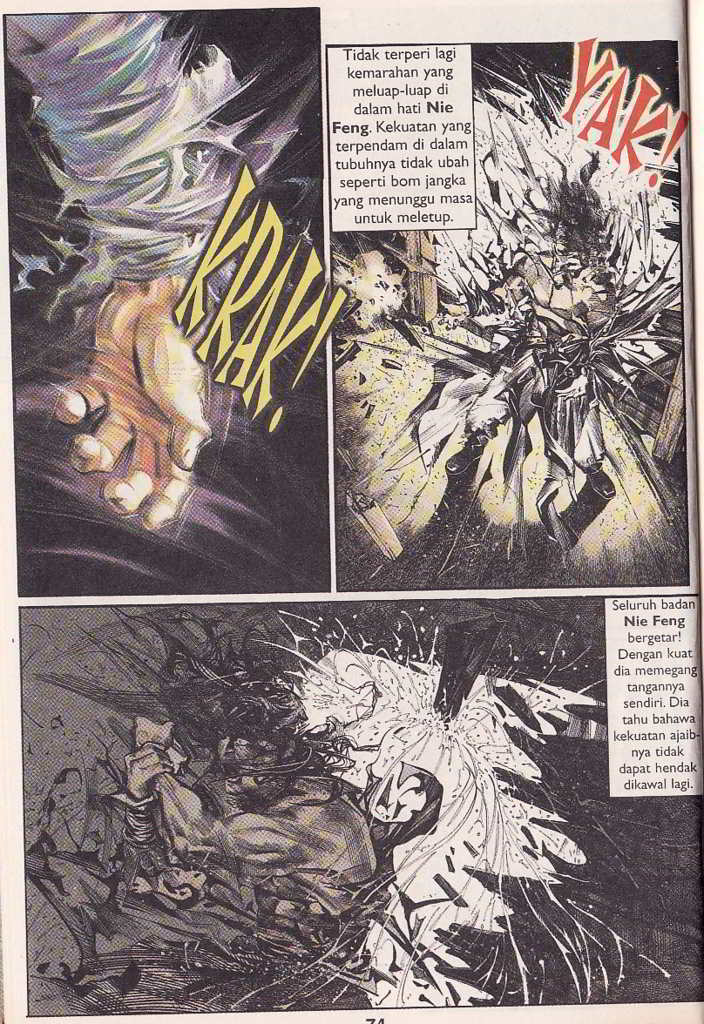 KRAK!
Tidak terperi lagi
kemarahan yang
meluap-luap di
dalam hati Nie
Feng. Kekuatan yang
terpendam di dalam
tubuhnya tidak ubah
seperti bom jangka
yang menunggu masa
untuk meletup.
YAK!
Seluruh badan
Nie Feng
bergetar!
Dengan kuat
dia memegang
tangannya
sendiri. Dia
tahu bahawa
kekuatan ajaib-
nya tidak
dapat hendak
dikawal lagi.
74